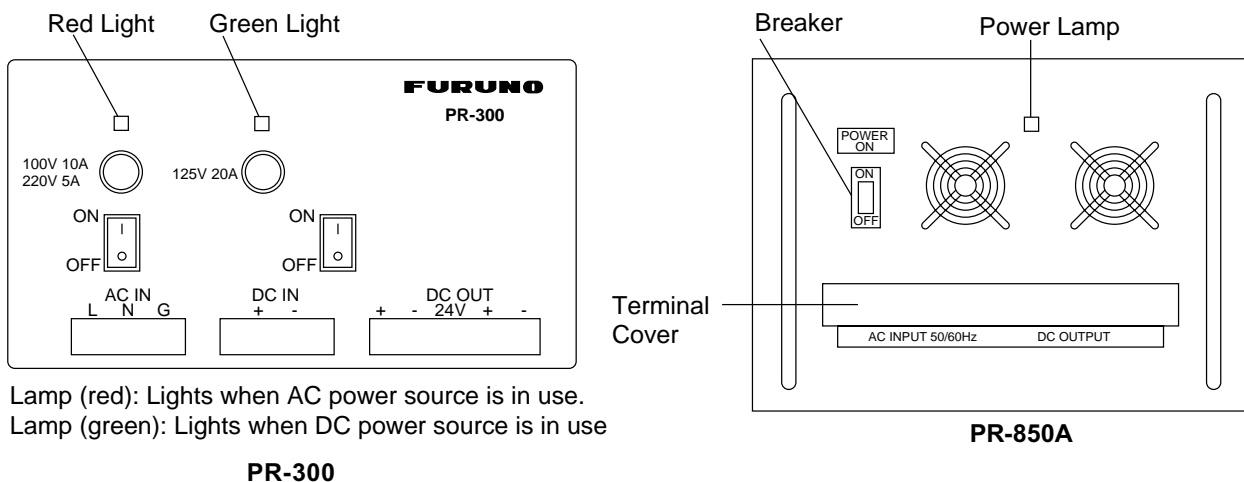 Red Light
Green Light
FURUNO
PR-300
100V 10A
220V 5A
125V 20A
ON
OFF
ON
OFF
AC IN
L N G
DC IN
+ -
DC OUT
+ - 24V + -
Lamp (red): Lights when AC power source is in use.
Lamp (green): Lights when DC power source is in use
PR-300
Breaker
Power Lamp
POWER
ON
ON
OFF
Terminal
Cover
AC INPUT 50/60Hz
DC OUTPUT
PR-850A